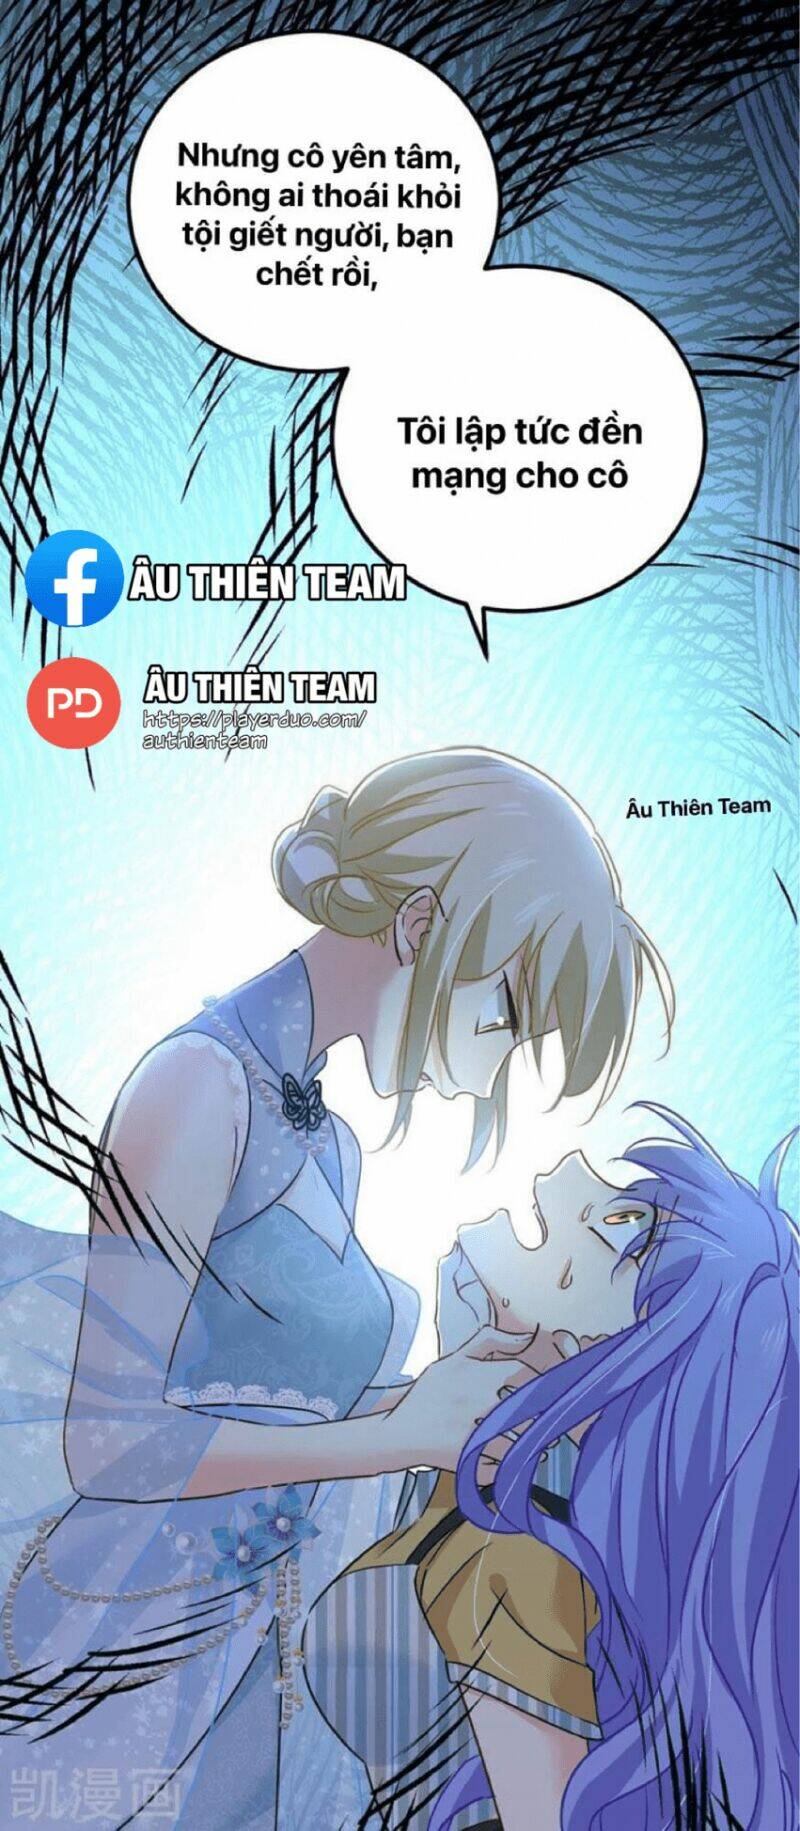 Nhưng cô yên tâm,
không ai thoái khỏi
tội giết người, bạn
chết rồi,
Tôi lập tức đền
mạng cho cô
ÂU THIÊN TEAM
PD
ÂU THIÊN TEAM
https://playerduo.com/
authienteam
Âu Thiên Team
凯漫画